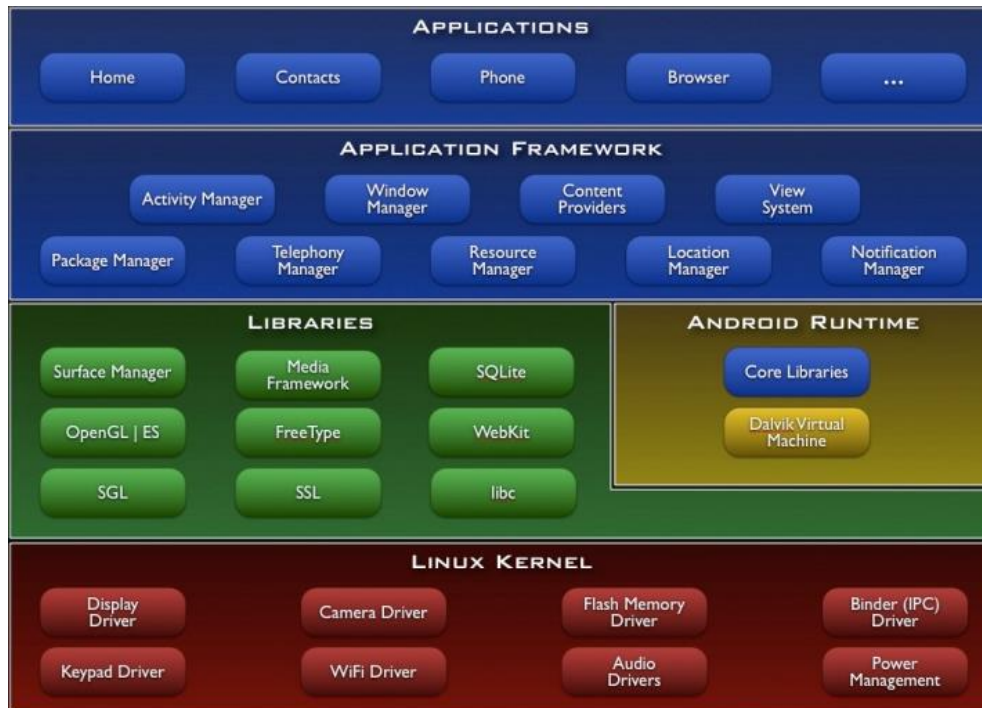 APPLICATIONS
Home
Contacts
Phone
Browser
...
APPLICATION FRAMEWORK
Activity Manager
Window
Manager
Content
Providers
View
System
Package Manager
Telephony
Manager
Resource
Manager
Location
Manager
Notification
Manager
LIBRARIES
Surface Manager
Media
Framework
SQLite
OpenGL | ES
FreeType
WebKit
SGL
SSL
libc
ANDROID RUNTIME
Core Libraries
Dalvik Virtual
Machine
LINUX KERNEL
Display
Driver
Camera Driver
Flash Memory
Driver
Binder (IPC)
Driver
Keypad Driver
WiFi Driver
Audio
Drivers
Power
Management